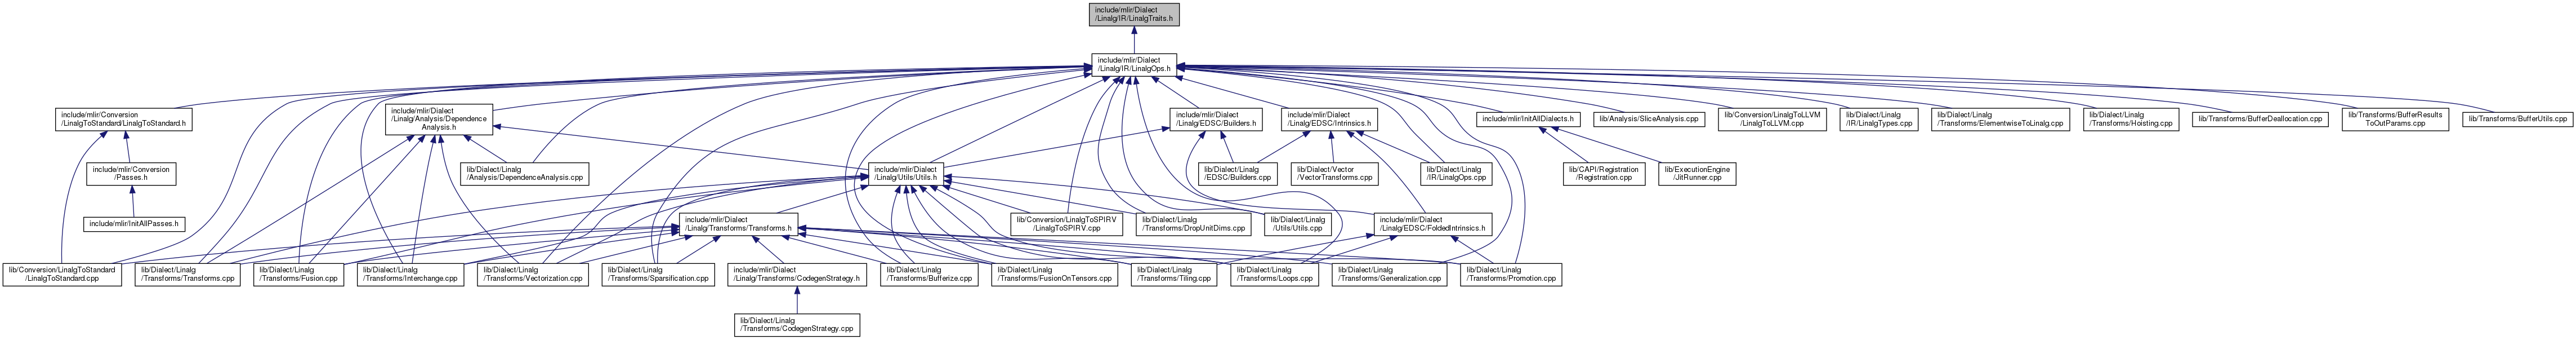 include/mlir/Dialect
/Linalg/IR/LinalgTraits.h
include/mlir/Dialect
/Linalg/IR/LinalgOps.h
include/mlir/Conversion
/LinalgToStandard/LinalgToStandard.h
include/mlir/Dialect
/Linalg/Analysis/Dependence
Analysis.h
include/mlir/Dialect
/Linalg/EDSC/Builders.h
include/mlir/Dialect
/Linalg/EDSC/Intrinsics.h
include/mlir/InitAllDialects.h
lib/Analysis/SliceAnalysis.cpp
lib/Conversion/LinalgToLLVM
/LinalgToLLVM.cpp
lib/Dialect/Linalg
/IR/LinalgTypes.cpp
lib/Dialect/Linalg
/Transforms/ElementwiseToLinalg.cpp
lib/Dialect/Linalg
/Transforms/Hoisting.cpp
lib/Transforms/BufferDeallocation.cpp
lib/Transforms/BufferResults
ToOutParams.cpp
lib/Transforms/BufferUtils.cpp
include/mlir/Conversion
/Passes.h
lib/Dialect/Linalg
/Analysis/DependenceAnalysis.cpp
include/mlir/Dialect
/Linalg/Utils/Utils.h
lib/Dialect/Linalg
/EDSC/Builders.cpp
lib/Dialect/Vector
/VectorTransforms.cpp
lib/Dialect/Linalg
/IR/LinalgOps.cpp
lib/CAPI/Registration
/Registration.cpp
lib/ExecutionEngine
/JitRunner.cpp
include/mlir/InitAllPasses.h
include/mlir/Dialect
/Linalg/Transforms/Transforms.h
lib/Conversion/LinalgToSPIRV
/LinalgToSPIRV.cpp
lib/Dialect/Linalg
/Transforms/DropUnitDims.cpp
lib/Dialect/Linalg
/Utils/Utils.cpp
include/mlir/Dialect
/Linalg/EDSC/FoldedIntrinsics.h
lib/Conversion/LinalgToStandard
/LinalgToStandard.cpp
lib/Dialect/Linalg
/Transforms/Transforms.cpp
lib/Dialect/Linalg
/Transforms/Fusion.cpp
lib/Dialect/Linalg
/Transforms/Interchange.cpp
lib/Dialect/Linalg
/Transforms/Vectorization.cpp
lib/Dialect/Linalg
/Transforms/Sparsification.cpp
include/mlir/Dialect
/Linalg/Transforms/CodegenStrategy.h
lib/Dialect/Linalg
/Transforms/Bufferize.cpp
lib/Dialect/Linalg
/Transforms/FusionOnTensors.cpp
lib/Dialect/Linalg
/Transforms/Tiling.cpp
lib/Dialect/Linalg
/Transforms/Loops.cpp
lib/Dialect/Linalg
/Transforms/Generalization.cpp
lib/Dialect/Linalg
/Transforms/Promotion.cpp
lib/Dialect/Linalg
/Transforms/CodegenStrategy.cpp